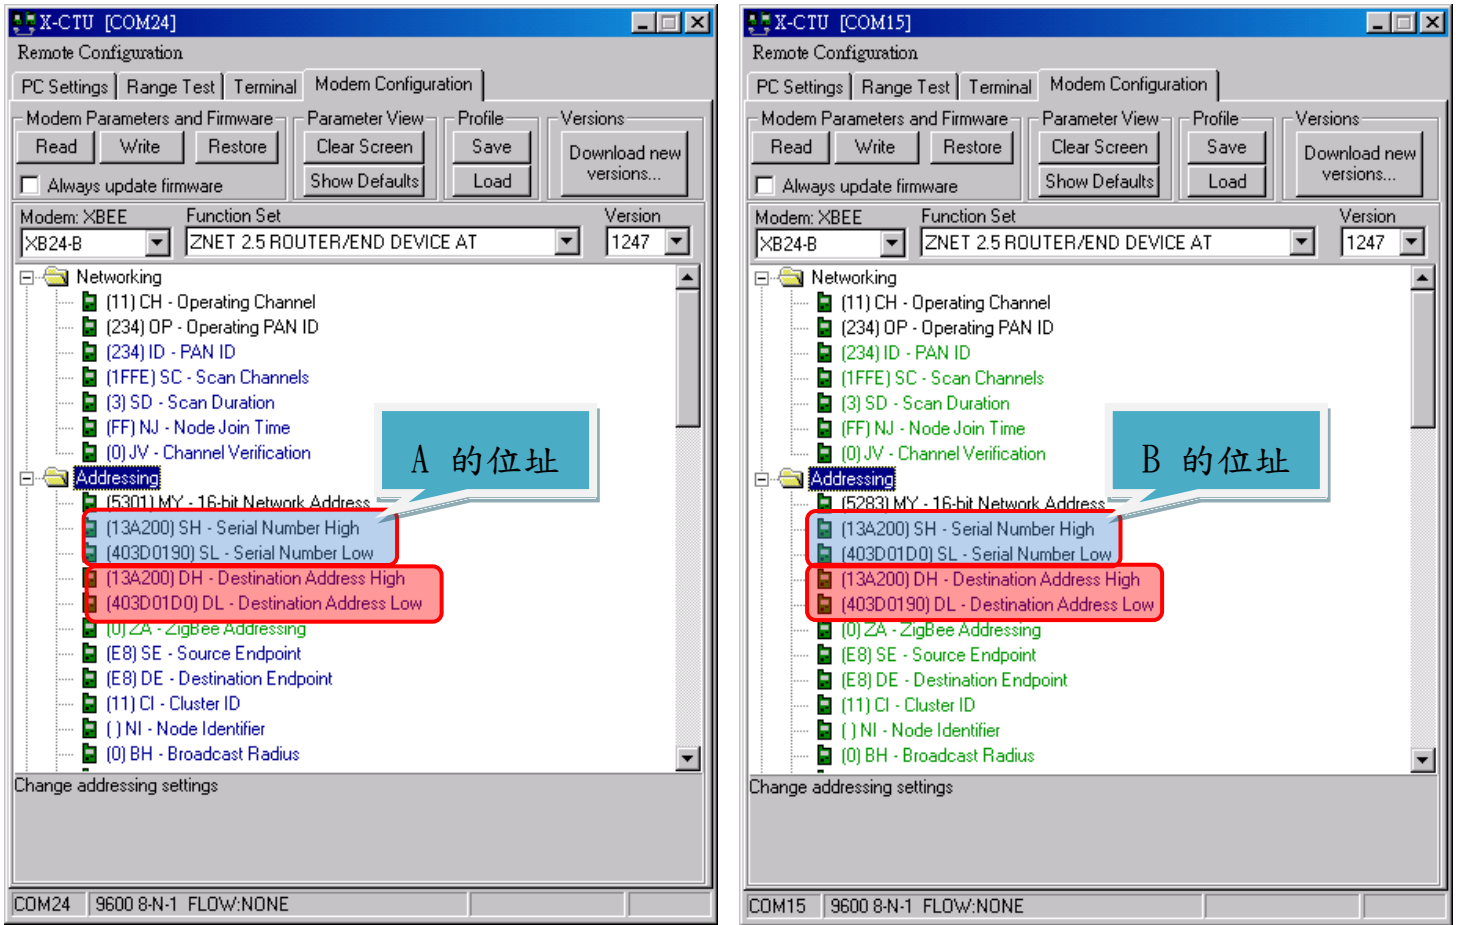 X-CTU [COM24]
Remote Configuration
PC Settings Range Test Terminal Modem Configuration
Modem Parameters and Firmware Parameter View Profile Versions
Read Write Restore Clear Screen Save Download new versions...
Always update firmware Show Defaults Load
Modem: XBEE Function Set Version
XB24-B ZNET 2.5 ROUTER/END DEVICE AT 1247
Networking
(11) CH - Operating Channel
(234) OP - Operating PAN ID
(234) ID - PAN ID
(1FFE) SC - Scan Channels
(3) SD - Scan Duration
(FF) NJ - Node Join Time
(0) JV - Channel Verification
A 的位址
Addressing
(5301) MY - 16-bit Network Address
(13A200) SH - Serial Number High
(403D0190) SL - Serial Number Low
(13A200) DH - Destination Address High
(403D01D0) DL - Destination Address Low
(0) ZA - ZigBee Addressing
(E8) SE - Source Endpoint
(E8) DE - Destination Endpoint
(11) CI - Cluster ID
( ) NI - Node Identifier
(0) BH - Broadcast Radius
Change addressing settings
COM24 9600 8-N-1 FLOW:NONE
X-CTU [COM15]
Remote Configuration
PC Settings Range Test Terminal Modem Configuration
Modem Parameters and Firmware Parameter View Profile Versions
Read Write Restore Clear Screen Save Download new versions...
Always update firmware Show Defaults Load
Modem: XBEE Function Set Version
XB24-B ZNET 2.5 ROUTER/END DEVICE AT 1247
Networking
(11) CH - Operating Channel
(234) OP - Operating PAN ID
(234) ID - PAN ID
(1FFE) SC - Scan Channels
(3) SD - Scan Duration
(FF) NJ - Node Join Time
(0) JV - Channel Verification
B 的位址
Addressing
(5283) MY - 16-bit Network Address
(13A200) SH - Serial Number High
(403D01D0) SL - Serial Number Low
(13A200) DH - Destination Address High
(403D0190) DL - Destination Address Low
(0) ZA - ZigBee Addressing
(E8) SE - Source Endpoint
(E8) DE - Destination Endpoint
(11) CI - Cluster ID
( ) NI - Node Identifier
(0) BH - Broadcast Radius
Change addressing settings
COM15 9600 8-N-1 FLOW:NONE